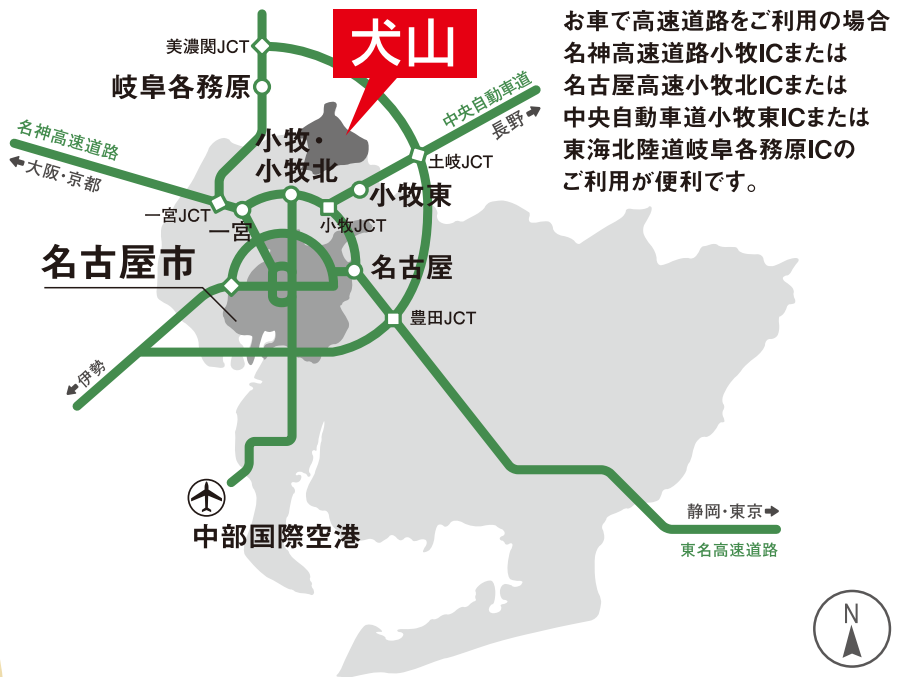 お車で高速道路をご利用の場合
名神高速道路小牧ICまたは
名古屋高速小牧北ICまたは
中央自動車道小牧東ICまたは
東海北陸道岐阜各務原ICの
ご利用が便利です。
犬山
美濃関JCT
岐阜各務原
中央自動車道
長野
名神高速道路
大阪・京都
小牧・
小牧北
土岐JCT
小牧東
一宮JCT
一宮
小牧JCT
名古屋市
名古屋
豊田JCT
伊勢
中部国際空港
静岡・東京
東名高速道路
N